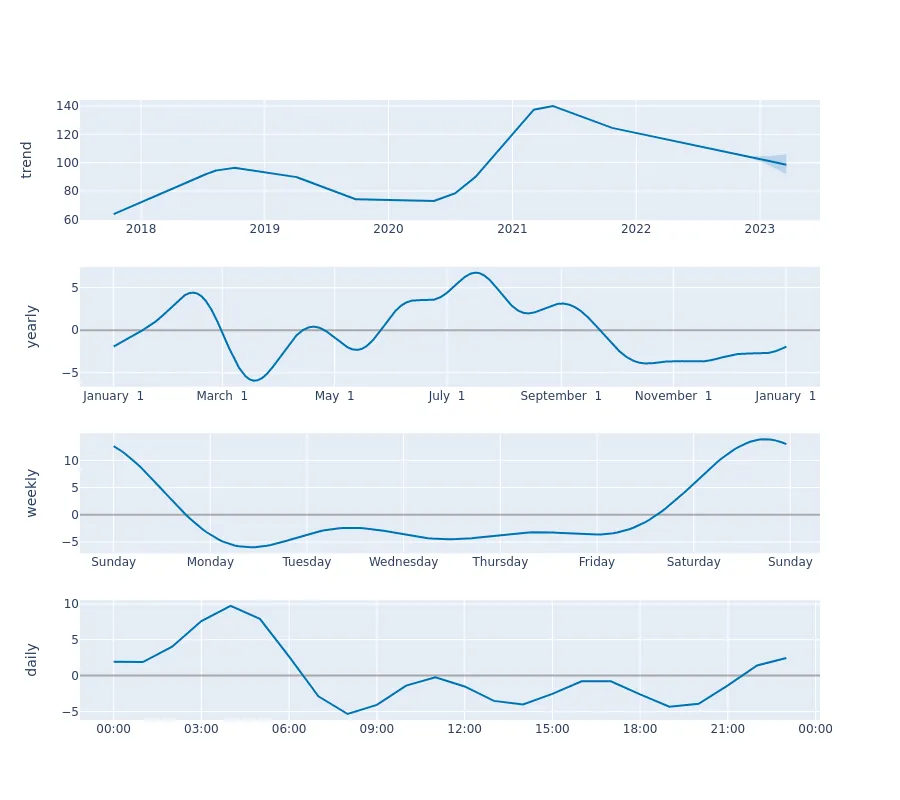 trend
140
120
100
80
60
2018 2019 2020 2021 2022 2023
yearly
5
0
−5
January 1 March 1 May 1 July 1 September 1 November 1 January 1
weekly
10
5
0
−5
Sunday Monday Tuesday Wednesday Thursday Friday Saturday Sunday
daily
10
5
0
−5
00:00 03:00 06:00 09:00 12:00 15:00 18:00 21:00 00:00